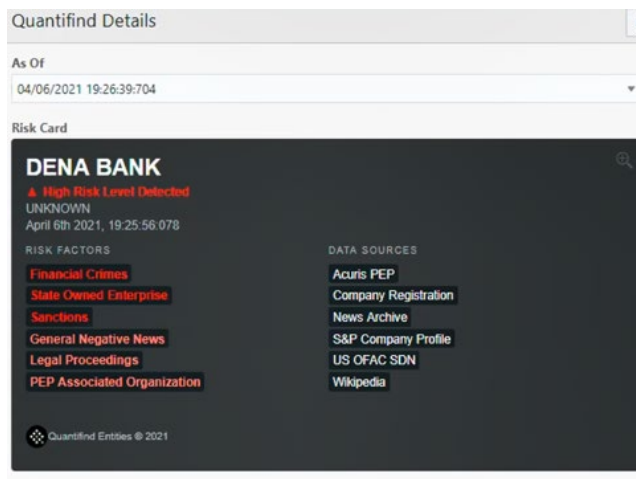 Quantifind Details
As Of
04/06/2021 19:26:39:704
Risk Card
DENA BANK
▲ High Risk Level Detected
UNKNOWN
April 6th 2021, 19:25:56:078
RISK FACTORS
Financial Crimes
State Owned Enterprise
Sanctions
General Negative News
Legal Proceedings
PEP Associated Organization
DATA SOURCES
Acuris PEP
Company Registration
News Archive
S&P Company Profile
US OFAC SDN
Wikipedia
Quantifind Entities © 2021